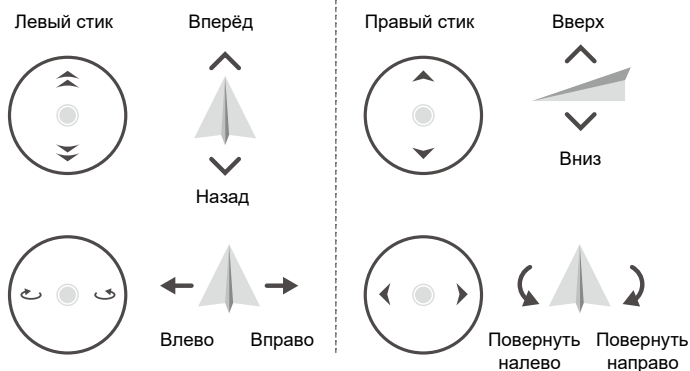 Левый стик
Вперёд
Назад
Влево
Вправо
Правый стик
Вверх
Вниз
Повернуть
налево
Повернуть
направо